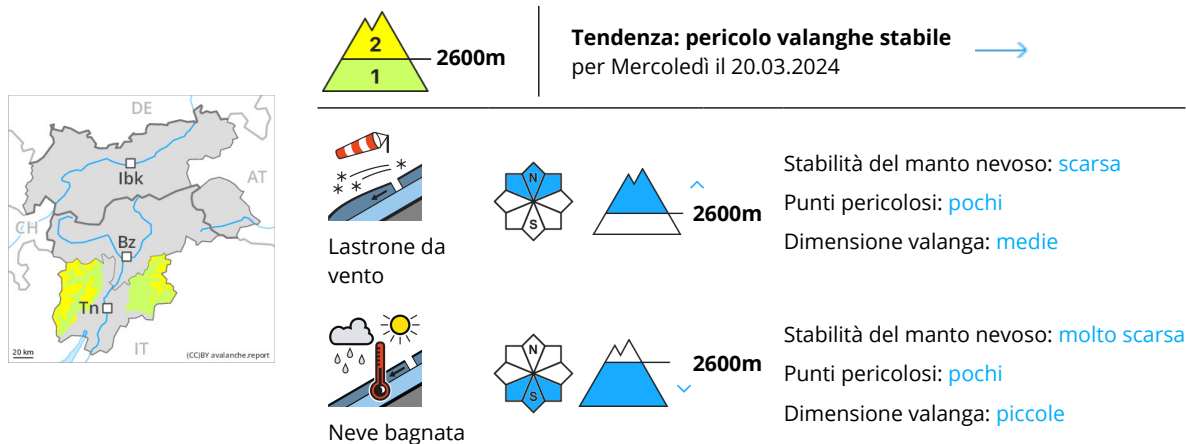 2
1
2600m
Tendenza: pericolo valanghe stabile
per Mercoledì il 20.03.2024
DE
AT
CH
IT
Ibk
Bz
Tn
20 km
(CC)BY avalanche.report
Lastrone da
vento
N
S
2600m
Stabilità del manto nevoso: scarsa
Punti pericolosi: pochi
Dimensione valanga: medie
Neve bagnata
N
S
2600m
Stabilità del manto nevoso: molto scarsa
Punti pericolosi: pochi
Dimensione valanga: piccole